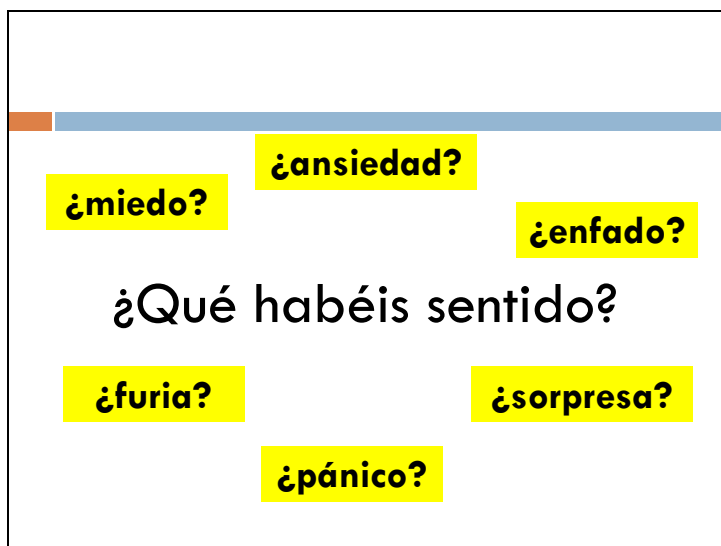 ¿ansiedad?
¿miedo?
¿enfado?
¿Qué habéis sentido?
¿furia?
¿sorpresa?
¿pánico?